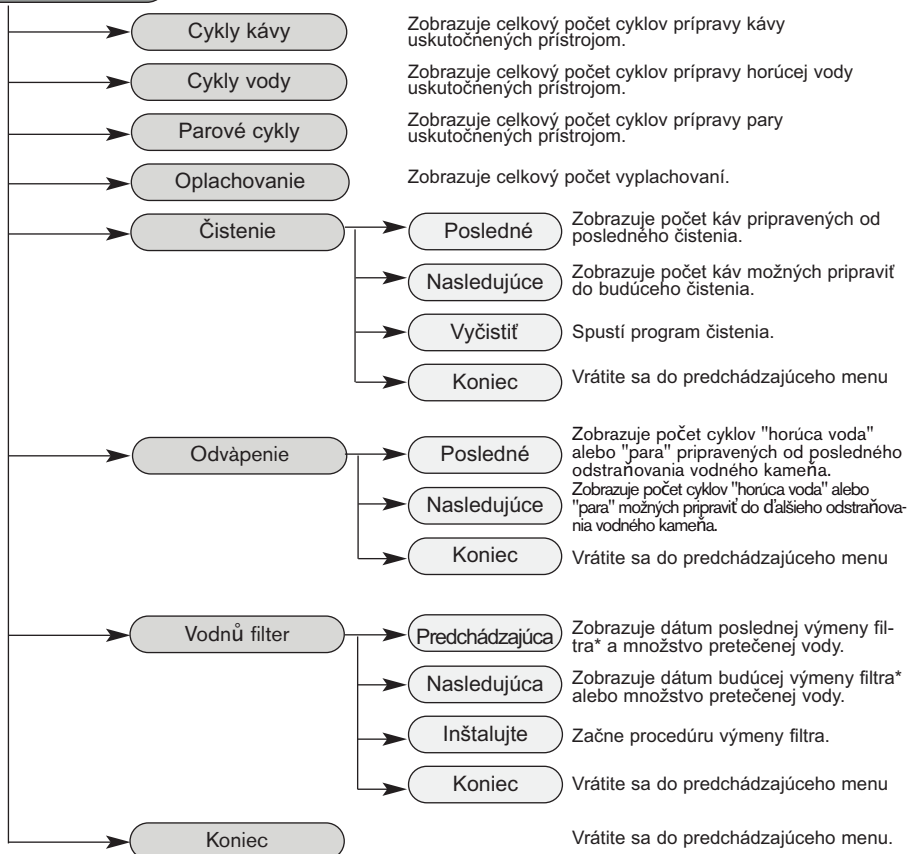 Cykly kávy
Zobrazuje celkový počet cyklov prípravy kávy
uskutočnených prístrojom.
Cykly vody
Zobrazuje celkový počet cyklov prípravy horúcej vody
uskutočnených prístrojom.
Parové cykly
Zobrazuje celkový počet cyklov prípravy pary
uskutočnených prístrojom.
Oplachovanie
Zobrazuje celkový počet vyplachovaní.
Čistenie
Posledné
Zobrazuje počet káv pripravených od
posledného čistenia.
Nasledujúce
Zobrazuje počet káv možných pripraviť
do budúceho čistenia.
Vyčistiť
Spustí program čistenia.
Koniec
Vrátite sa do predchádzajúceho menu
Odvàpenie
Posledné
Zobrazuje počet cyklov "horúca voda"
alebo "para" pripravených od posledného
odstraňovania vodného kameňa.
Nasledujúce
Zobrazuje počet cyklov "horúca voda" alebo
"para" možných pripraviť do ďalšieho odstraňova-
nia vodného kameňa.
Koniec
Vrátite sa do predchádzajúceho menu
Vodnů filter
Predchádzajúca
Zobrazuje dátum poslednej výmeny fil-
tra* a množstvo pretečenej vody.
Nasledujúca
Zobrazuje dátum budúcej výmeny filtra*
alebo množstvo pretečenej vody.
Inštalujte
Začne procedúru výmeny filtra.
Koniec
Vrátite sa do predchádzajúceho menu
Koniec
Vrátite sa do predchádzajúceho menu.